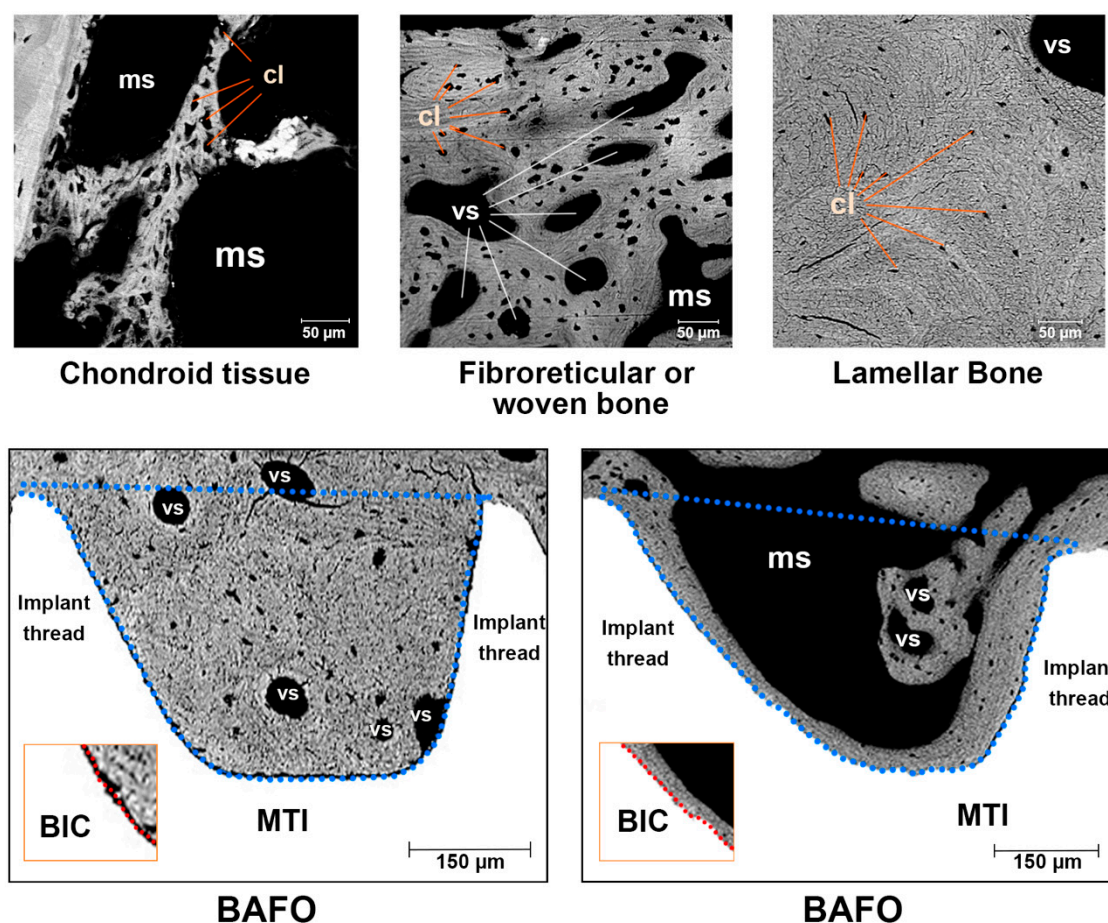 ms
cl
ms
50 µm
Chondroid tissue
cl
vs
ms
50 µm
Fibroreticular or
woven bone
vs
cl
50 µm
Lamellar Bone
vs
vs
Implant
thread
Implant
thread
vs
vs
vs
BIC
MTI
150 µm
BAFO
ms
vs
vs
Implant
thread
Implant
thread
BIC
MTI
150 µm
BAFO